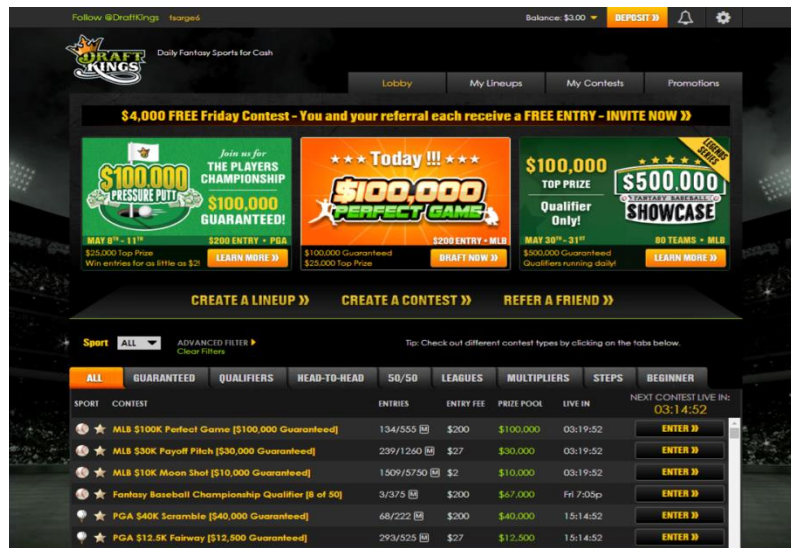 Follow @DraftKings tsarge6 Balance: $3.00 DEPOSIT »
DRAFT KINGS
Daily Fantasy Sports for Cash
Lobby My Lineups My Contests Promotions
$4,000 FREE Friday Contest - You and your referral each receive a FREE ENTRY - INVITE NOW »
$100,000 PRESSURE PUTT
Join us for
THE PLAYERS CHAMPIONSHIP
$100,000 GUARANTEED!
MAY 8TH - 11TH $200 ENTRY • PGA
$25,000 Top Prize
Win entries for as little as $2!
LEARN MORE »
★★★ Today !!! ★★★
$100,000
PERFECT GAME
$200 ENTRY • MLB
$100,000 Guaranteed
$25,000 Top Prize
DRAFT NOW »
LEGENDS SERIES
$100,000
TOP PRIZE
Qualifier
Only!
$500,000
FANTASY BASEBALL
SHOWCASE
MAY 30TH - 31ST 80 TEAMS • MLB
$500,000 Guaranteed
Qualifiers running daily!
LEARN MORE »
CREATE A LINEUP » CREATE A CONTEST » REFER A FRIEND »
Sport ALL ADVANCED FILTER Tip: Check out different contest types by clicking on the tabs below.
Clear Filters
ALL GUARANTEED QUALIFIERS HEAD-TO-HEAD 50/50 LEAGUES MULTIPLIERS STEPS BEGINNER
SPORT CONTEST ENTRIES ENTRY FEE PRIZE POOL LIVE IN NEXT CONTEST LIVE IN:
03:14:52
MLB $100K Perfect Game [$100,000 Guaranteed] 134/555 M $200 $100,000 03:19:52 ENTER »
MLB $30K Payoff Pitch [$30,000 Guaranteed] 239/1260 M $27 $30,000 03:19:52 ENTER »
MLB $10K Moon Shot [$10,000 Guaranteed] 1509/5750 M $2 $10,000 03:19:52 ENTER »
Fantasy Baseball Championship Qualifier [8 of 50] 3/375 M $200 $67,000 Fri 7:05p ENTER »
PGA $40K Scramble [$40,000 Guaranteed] 68/222 M $200 $40,000 15:14:52 ENTER »
PGA $12.5K Fairway [$12,500 Guaranteed] 293/525 M $27 $12,500 15:14:52 ENTER »